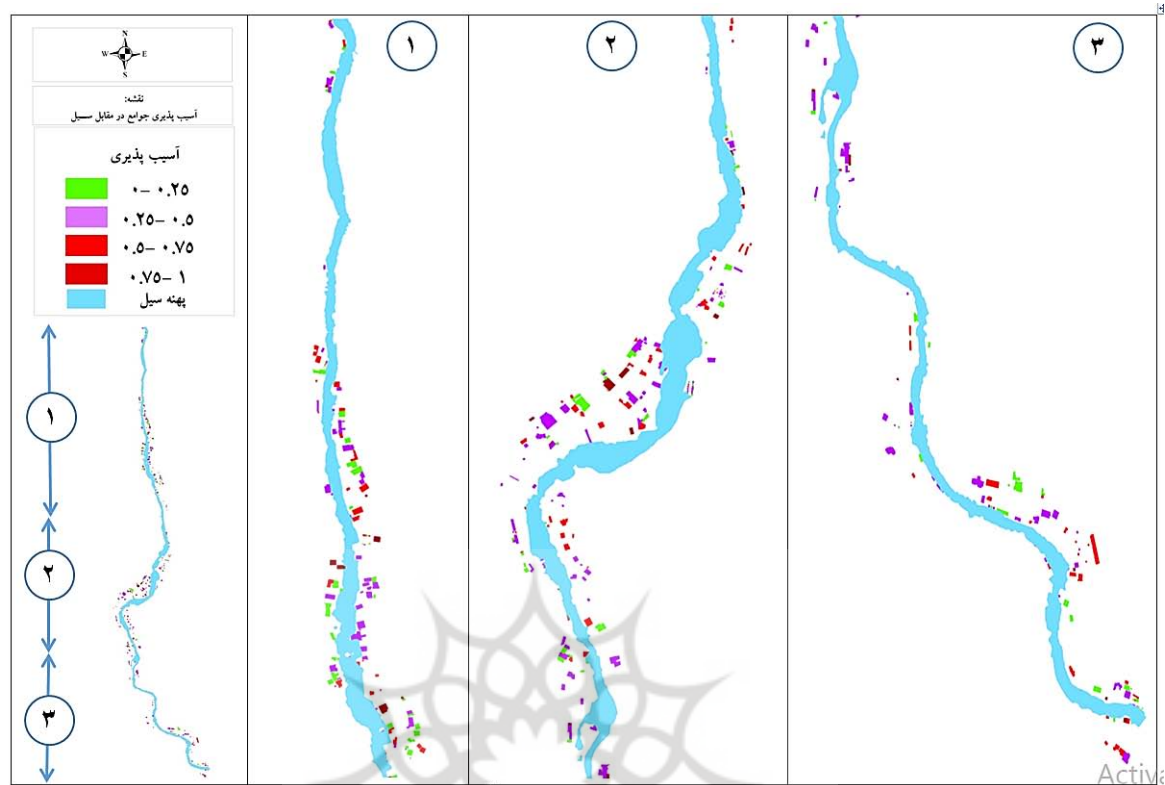 N
W E
S
نقشه:
آسیب پذیری جوامع در مقابل سیل
آسیب پذیری
۰– ۰.۲۵
۰.۲۵– ۰.۵
۰.۵– ۰.۷۵
۰.۷۵– ۱
پهنه سیل
۱
۲
۳
۱
۲
۳
Activa